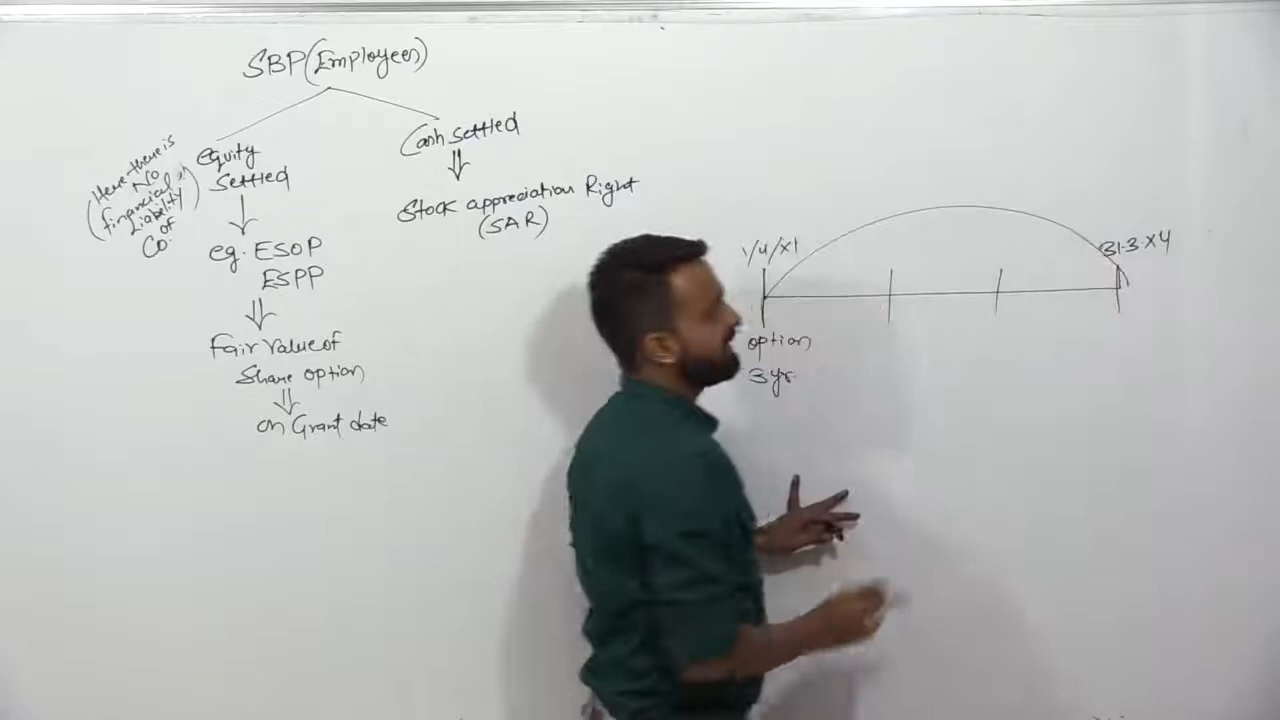 SBP (Employees)
equity
Settled
(Here there is
No
financial
Liability
of
Co.)
eg. ESOP
ESPP
Fair Value of
Share option
on Grant date
Cash Settled
Stock appreciation Right
(SAR)
1/4/X1
31.3.X4
option
3 yr.